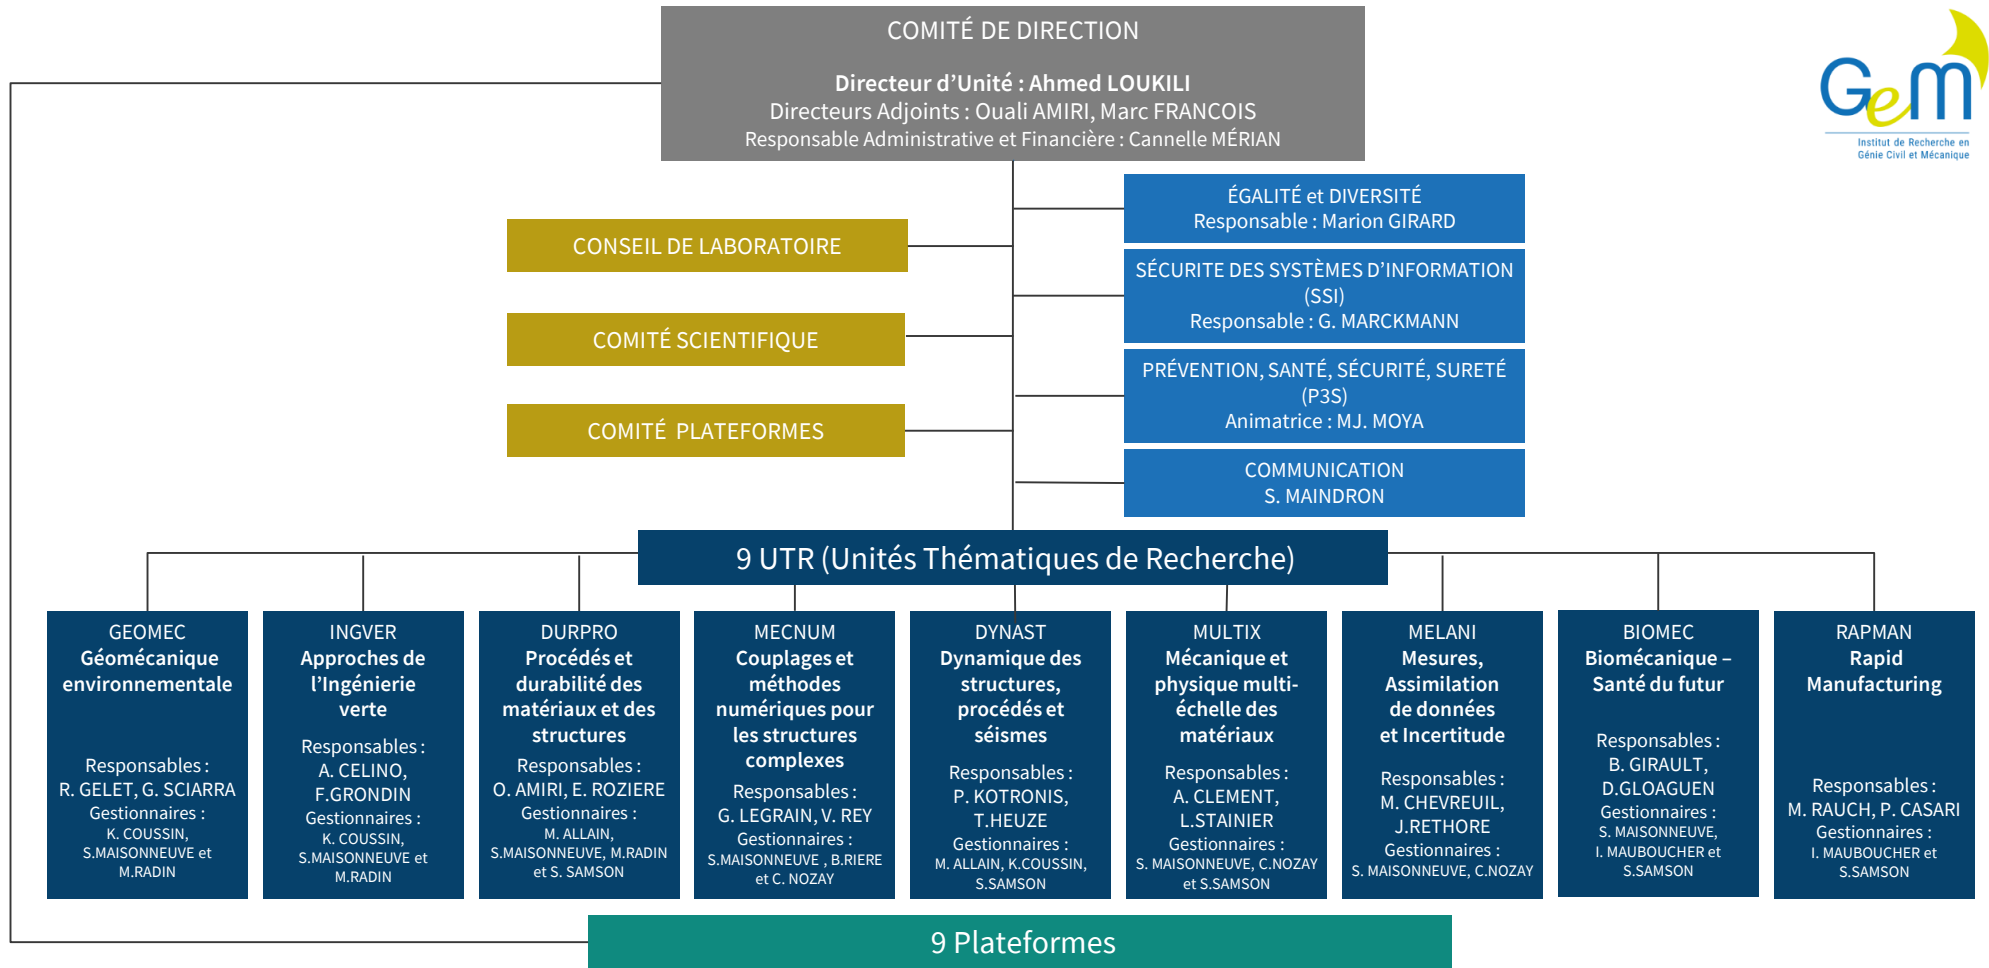 COMITÉ DE DIRECTION
Directeur d'Unité : Ahmed LOUKILI
Directeurs Adjoints : Ouali AMIRI, Marc FRANCOIS
Responsable Administrative et Financière : Cannelle MÉRIAN
GeM
Institut de Recherche en
Génie Civil et Mécanique
ÉGALITÉ et DIVERSITÉ
Responsable : Marion GIRARD
CONSEIL DE LABORATOIRE
SÉCURITE DES SYSTÈMES D'INFORMATION
(SSI)
Responsable : G. MARCKMANN
COMITÉ SCIENTIFIQUE
PRÉVENTION, SANTÉ, SÉCURITÉ, SURETÉ
(P3S)
Animatrice : MJ. MOYA
COMITÉ PLATEFORMES
COMMUNICATION
S. MAINDRON
9 UTR (Unités Thématiques de Recherche)
GEOMEC
Géomécanique
environnementale
Responsables :
R. GELET, G. SCIARRA
Gestionnaires :
K. COUSSIN,
S.MAISONNEUVE et
M.RADIN
INGVER
Approches de
l'Ingénierie
verte
Responsables :
A. CELINO,
F.GRONDIN
Gestionnaires :
K. COUSSIN,
S.MAISONNEUVE et
M.RADIN
DURPRO
Procédés et
durabilité des
matériaux et des
structures
Responsables :
O. AMIRI, E. ROZIERE
Gestionnaires :
M. ALLAIN,
S.MAISONNEUVE, M.RADIN
et S. SAMSON
MECNUM
Couplages et
méthodes
numériques pour
les structures
complexes
Responsables :
G. LEGRAIN, V. REY
Gestionnaires :
S.MAISONNEUVE , B.RIERE
et C. NOZAY
DYNAST
Dynamique des
structures,
procédés et
séismes
Responsables :
P. KOTRONIS,
T.HEUZE
Gestionnaires :
M. ALLAIN, K.COUSSIN,
S.SAMSON
MULTIX
Mécanique et
physique multi-
échelle des
matériaux
Responsables :
A. CLEMENT,
L.STAINIER
Gestionnaires :
S. MAISONNEUVE, C.NOZAY
et S.SAMSON
MELANI
Mesures,
Assimilation
de données
et Incertitude
Responsables :
M. CHEVREUIL,
J.RETHORE
Gestionnaires :
S. MAISONNEUVE, C.NOZAY
BIOMEC
Biomécanique –
Santé du futur
Responsables :
B. GIRAULT,
D.GLOAGUEN
Gestionnaires :
S. MAISONNEUVE,
I. MAUBOUCHER et
S.SAMSON
RAPMAN
Rapid
Manufacturing
Responsables :
M. RAUCH, P. CASARI
Gestionnaires :
I. MAUBOUCHER et
S.SAMSON
9 Plateformes